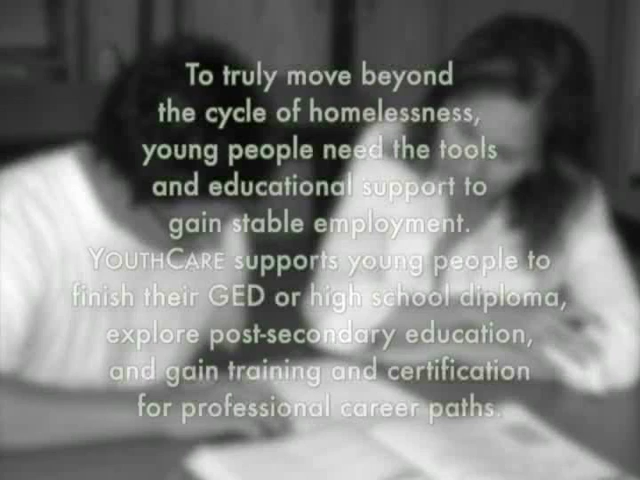 To truly move beyond
the cycle of homelessness,
young people need the tools
and educational support to
gain stable employment.
YOUTHCARE supports young people to
finish their GED or high school diploma,
explore post-secondary education,
and gain training and certification
for professional career paths.